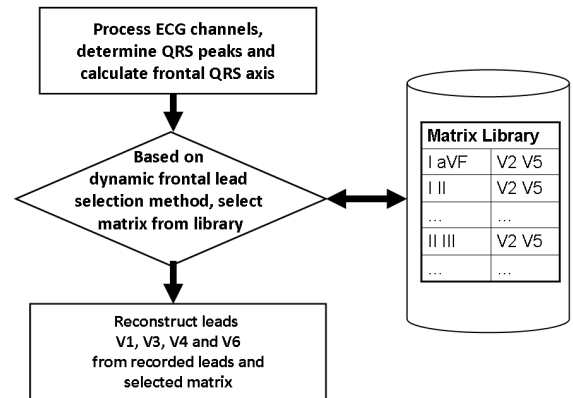 Process ECG channels,
determine QRS peaks and
calculate frontal QRS axis
Based on
dynamic frontal lead
selection method, select
matrix from library
Reconstruct leads
V1, V3, V4 and V6
from recorded leads and
selected matrix
Matrix Library
I aVF V2 V5
I II V2 V5
... ...
II III V2 V5
... ...